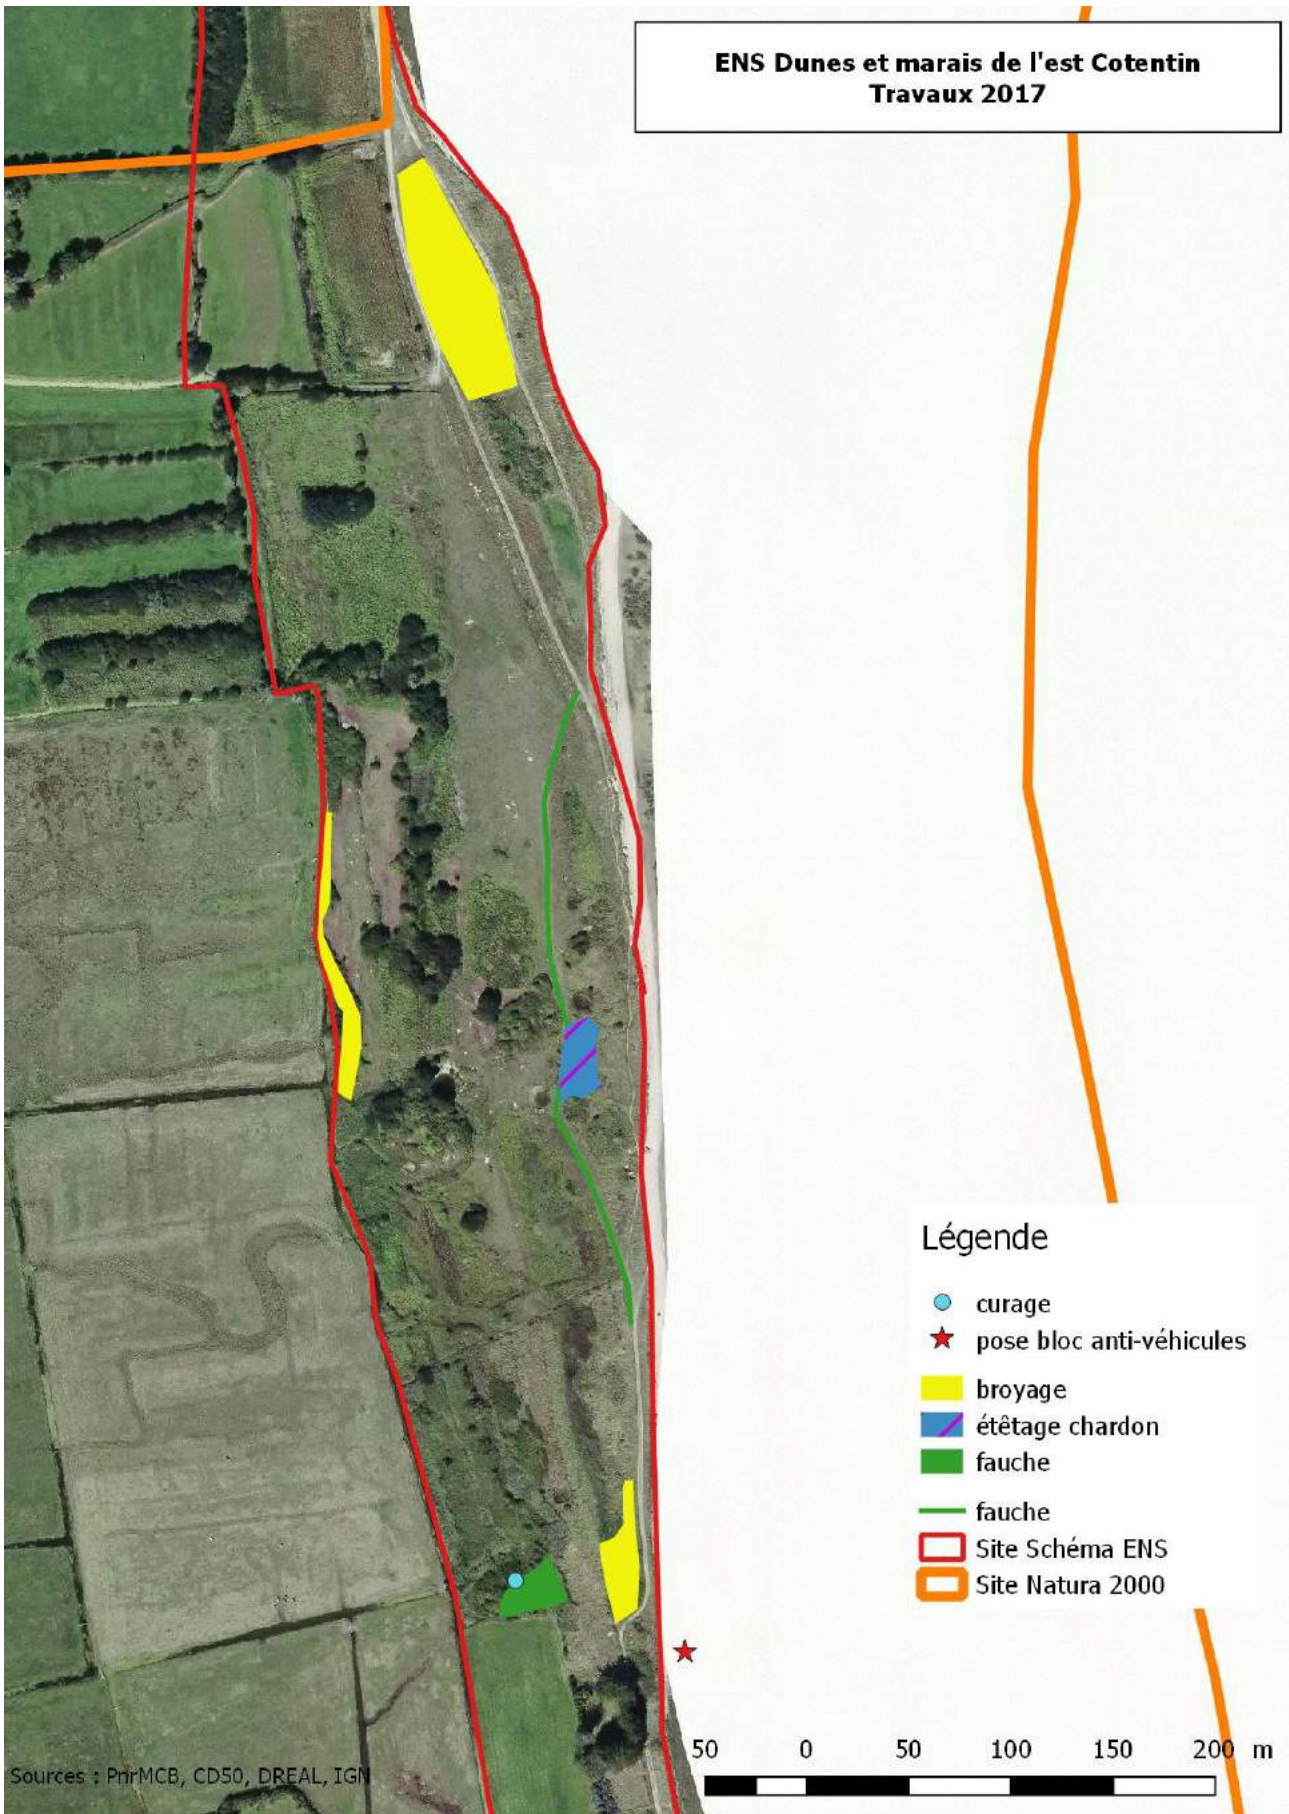 ENS Dunes et marais de l'est Cotentin
Travaux 2017
Légende
curage
pose bloc anti-véhicules
broyage
étêtage chardon
fauche
fauche
Site Schéma ENS
Site Natura 2000
50 0 50 100 150 200 m
Sources : PnrMCB, CD50, DREAL, IGN